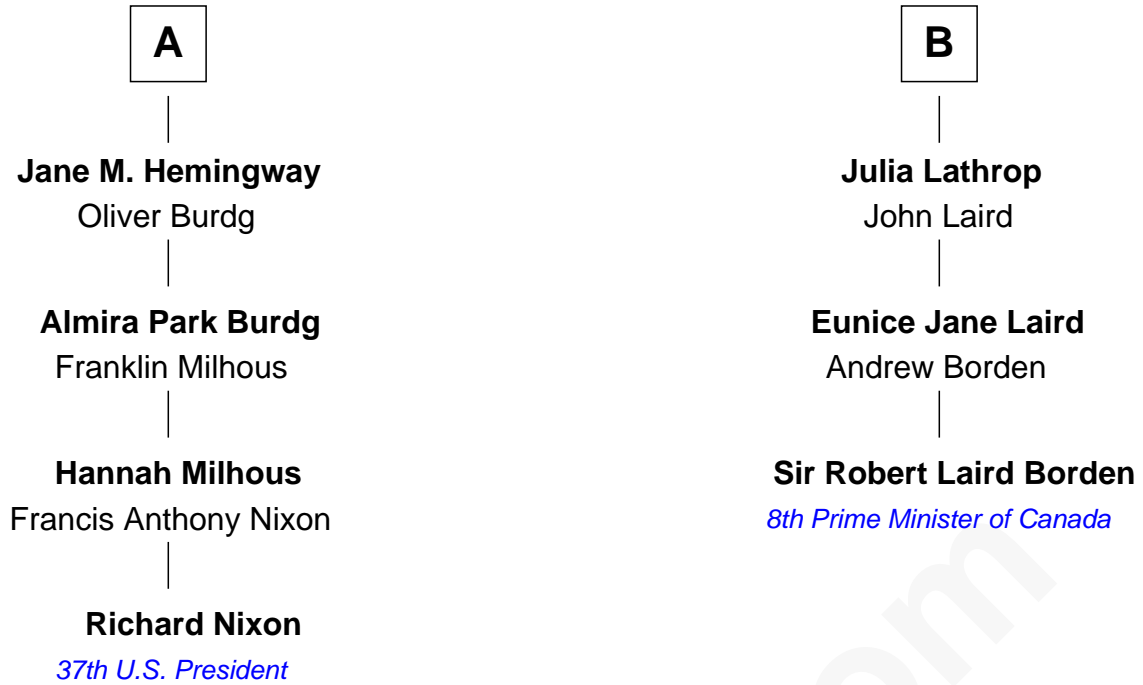 A
Jane M. Hemingway
Oliver Burdg
Almira Park Burdg
Franklin Milhous
Hannah Milhous
Francis Anthony Nixon
Richard Nixon
37th U.S. President
B
Julia Lathrop
John Laird
Eunice Jane Laird
Andrew Borden
Sir Robert Laird Borden
8th Prime Minister of Canada
om